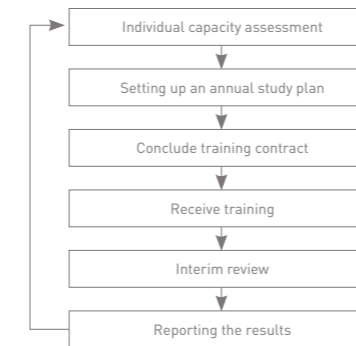 Individual capacity assessment
Setting up an annual study plan
Conclude training contract
Receive training
Interim review
Reporting the results